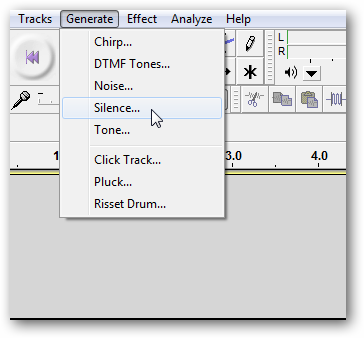 Tracks Generate Effect Analyze Help
Chirp...
L
DTMF Tones...
R
Noise...
Silence...
Tone...
3.0 4.0
Click Track...
Pluck...
Risset Drum...